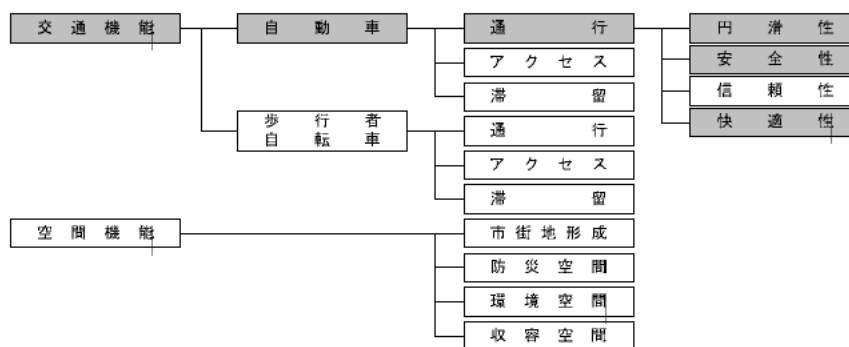 交通機能 自動車 通行 円滑性
アクセス 安全性
滞留 信頼性
歩行者 通行 快適性
自転車
アクセス
滞留
空間機能 市街地形成
防災空間
環境空間
収容空間